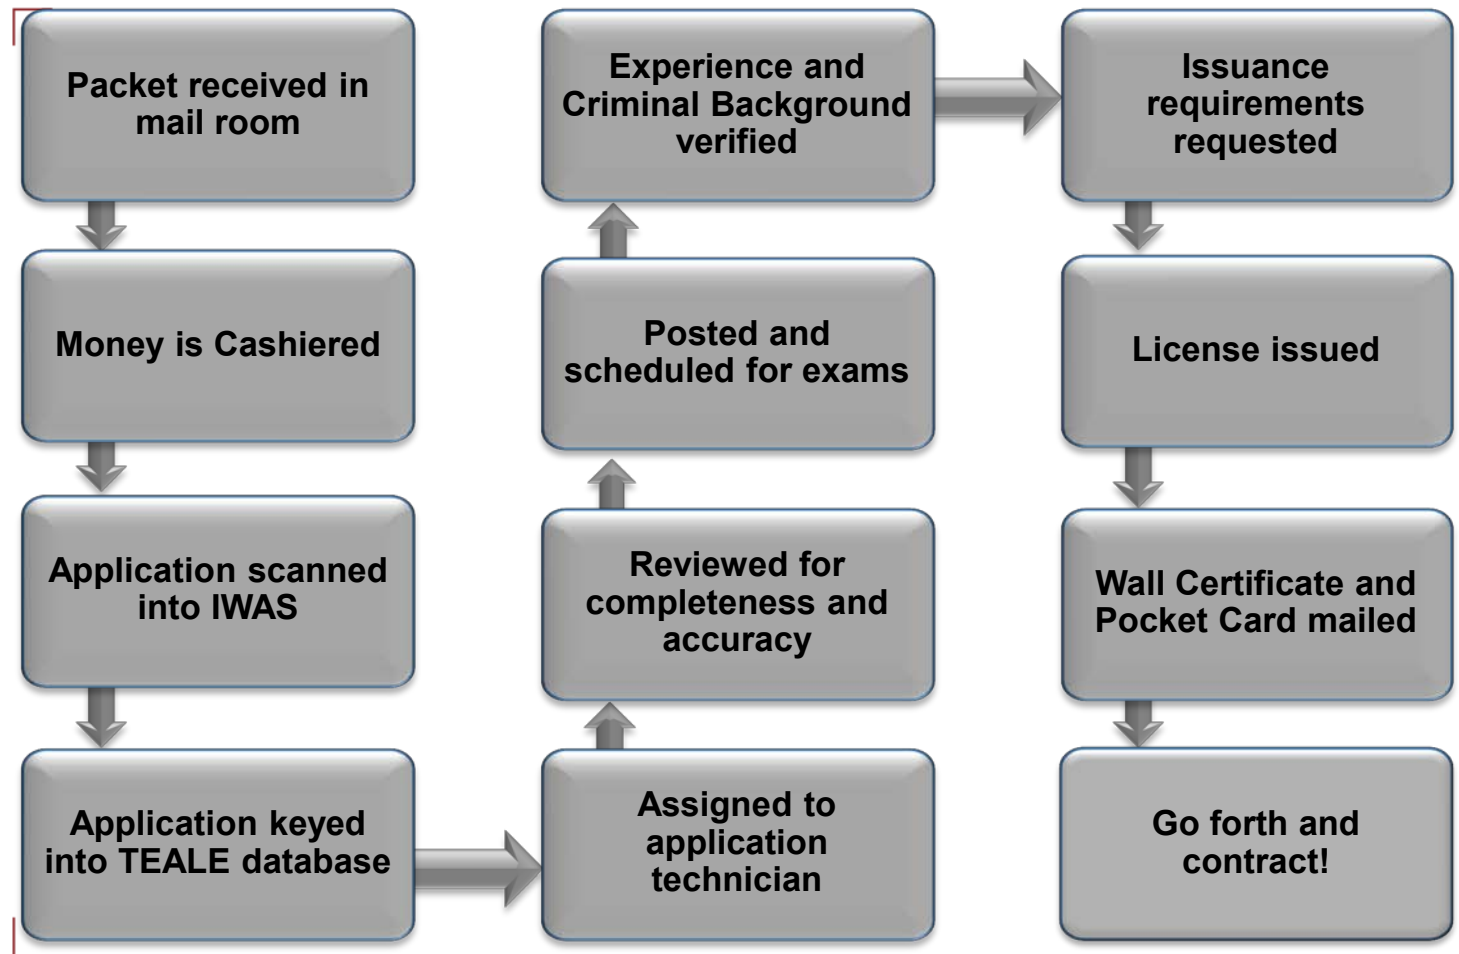 Packet received in
mail room
Money is Cashiered
Application scanned
into IWAS
Application keyed
into TEALE database
Assigned to
application
technician
Reviewed for
completeness and
accuracy
Posted and
scheduled for exams
Experience and
Criminal Background
verified
Issuance
requirements
requested
License issued
Wall Certificate and
Pocket Card mailed
Go forth and
contract!